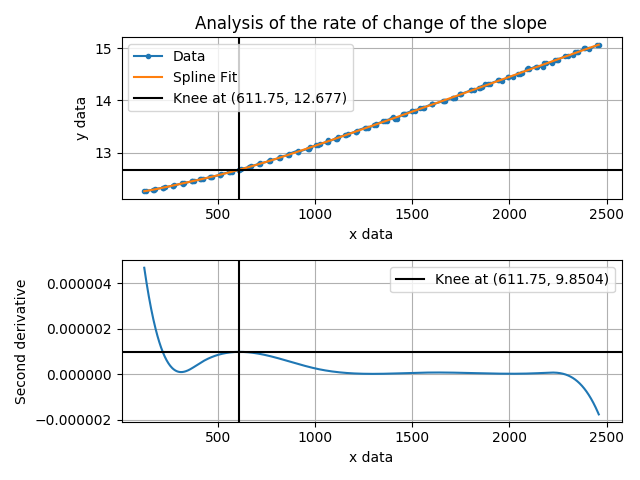 Analysis of the rate of change of the slope
15
14
13
y data
Data
Spline Fit
Knee at (611.75, 12.677)
500
1000
1500
2000
2500
x data
0.000004
0.000002
0.000000
−0.000002
Second derivative
Knee at (611.75, 9.8504)
500
1000
1500
2000
2500
x data